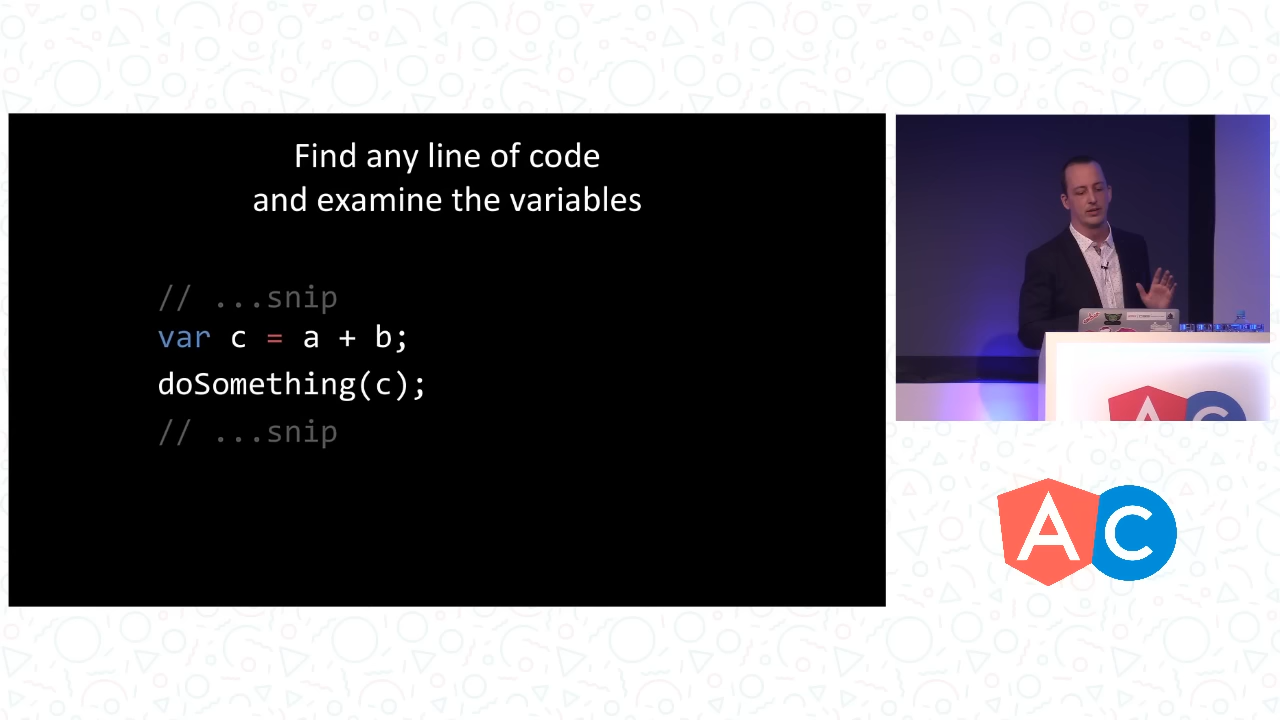 Find any line of code
and examine the variables
// ...snip
var c = a + b;
doSomething(c);
// ...snip
A C
A C